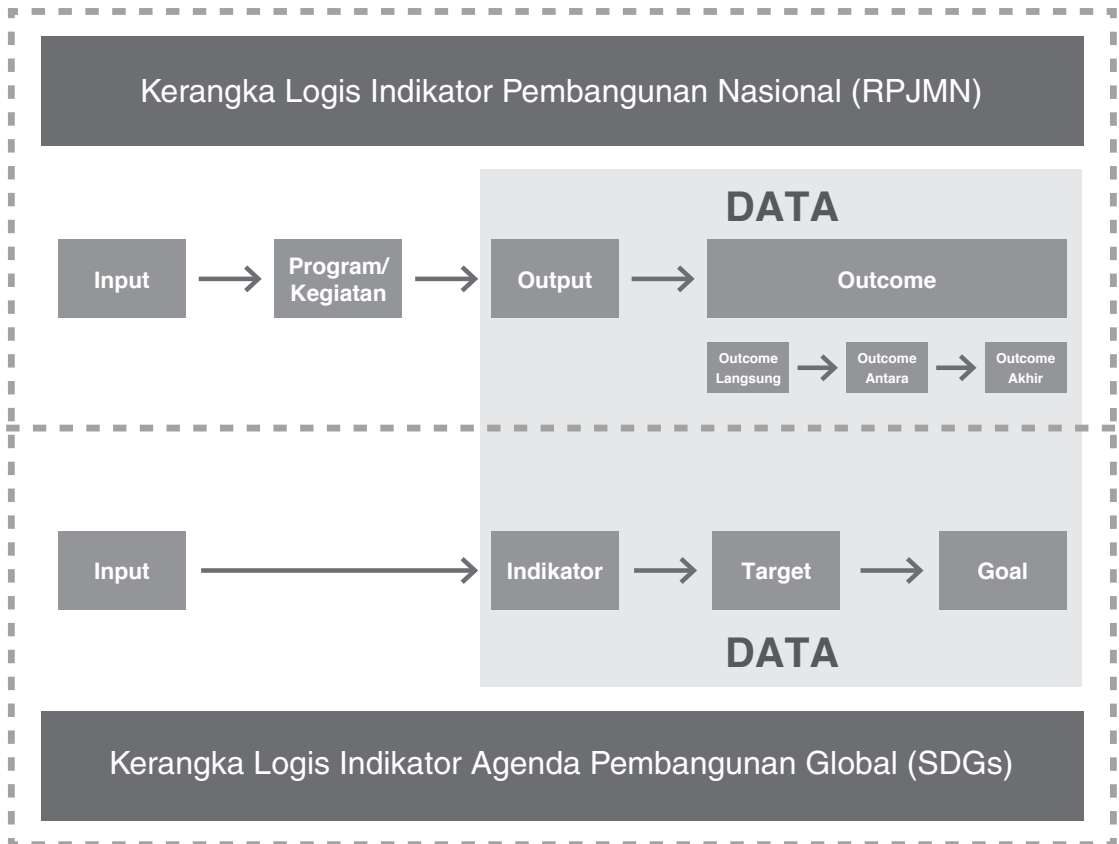 Kerangka Logis Indikator Pembangunan Nasional (RPJMN)
DATA
Input
Program/
Kegiatan
Output
Outcome
Outcome
Langsung
Outcome
Antara
Outcome
Akhir
Input
Indikator
Target
Goal
DATA
Kerangka Logis Indikator Agenda Pembangunan Global (SDGs)